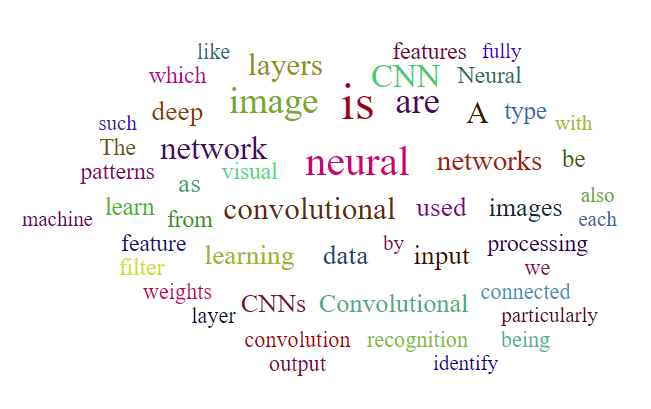 like features fully
which layers CNN Neural
deep image is are A type
such with
The network neural networks be
patterns as visual
machine learn from convolutional used images also each
feature learning data by input processing
filter we
weights CNNs Convolutional connected
layer particularly
convolution recognition being
output identify